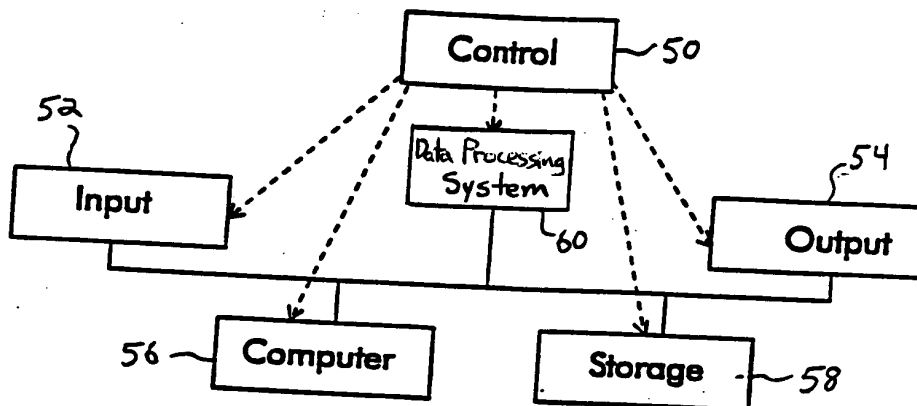 Control
50
52
Data Processing
System
54
Input
60
Output
56
Computer
Storage
58